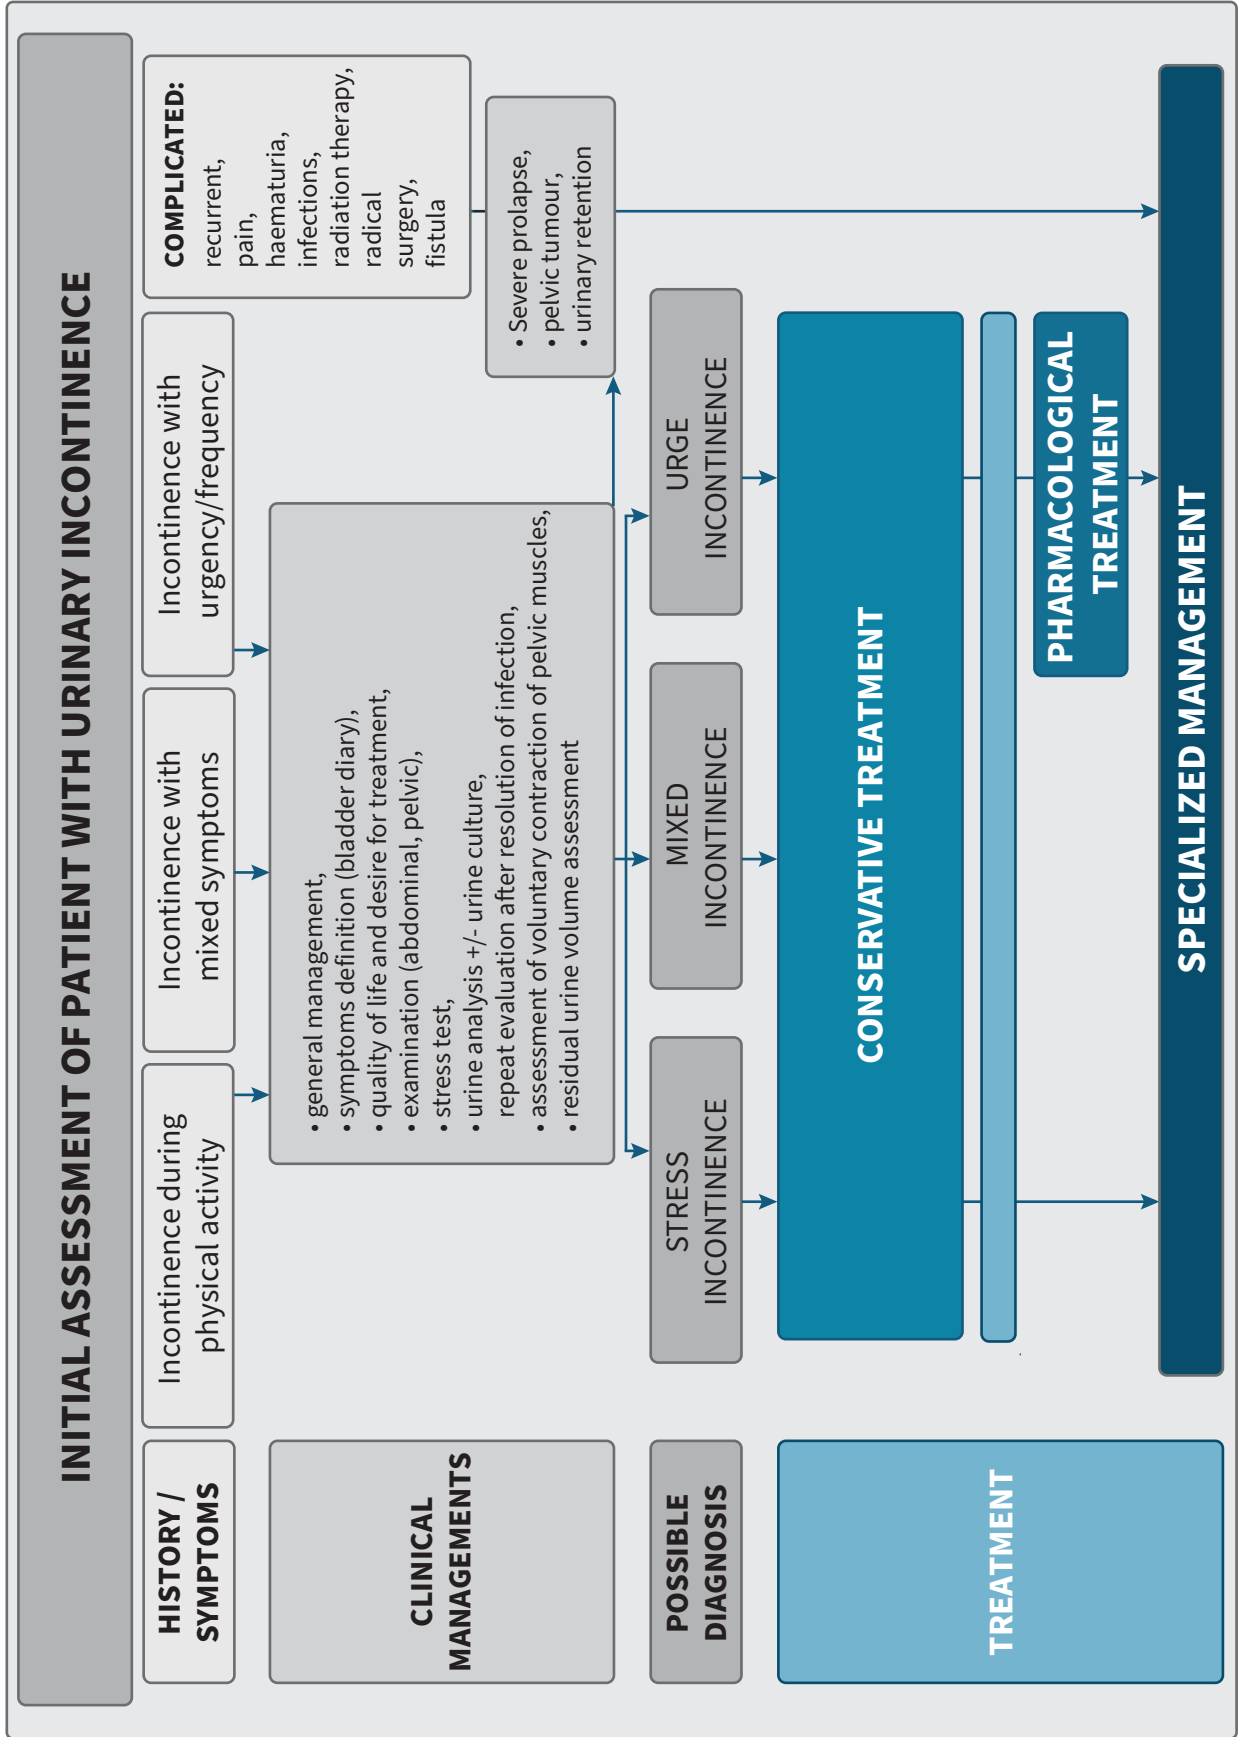 INITIAL ASSESSMENT OF PATIENT WITH URINARY INCONTINENCE
HISTORY /
SYMPTOMS
Incontinence during
physical activity
Incontinence with
mixed symptoms
Incontinence with
urgency/frequency
COMPLICATED:
recurrent,
pain,
haematuria,
infections,
radiation therapy,
radical
surgery,
fistula
CLINICAL
MANAGEMENTS
• general management,
• symptoms definition (bladder diary),
• quality of life and desire for treatment,
• examination (abdominal, pelvic),
• stress test,
• urine analysis +/- urine culture,
repeat evaluation after resolution of infection,
• assessment of voluntary contraction of pelvic muscles,
• residual urine volume assessment
• Severe prolapse,
• pelvic tumour,
• urinary retention
POSSIBLE
DIAGNOSIS
STRESS
INCONTINENCE
MIXED
INCONTINENCE
URGE
INCONTINENCE
TREATMENT
CONSERVATIVE TREATMENT
PHARMACOLOGICAL
TREATMENT
SPECIALIZED MANAGEMENT